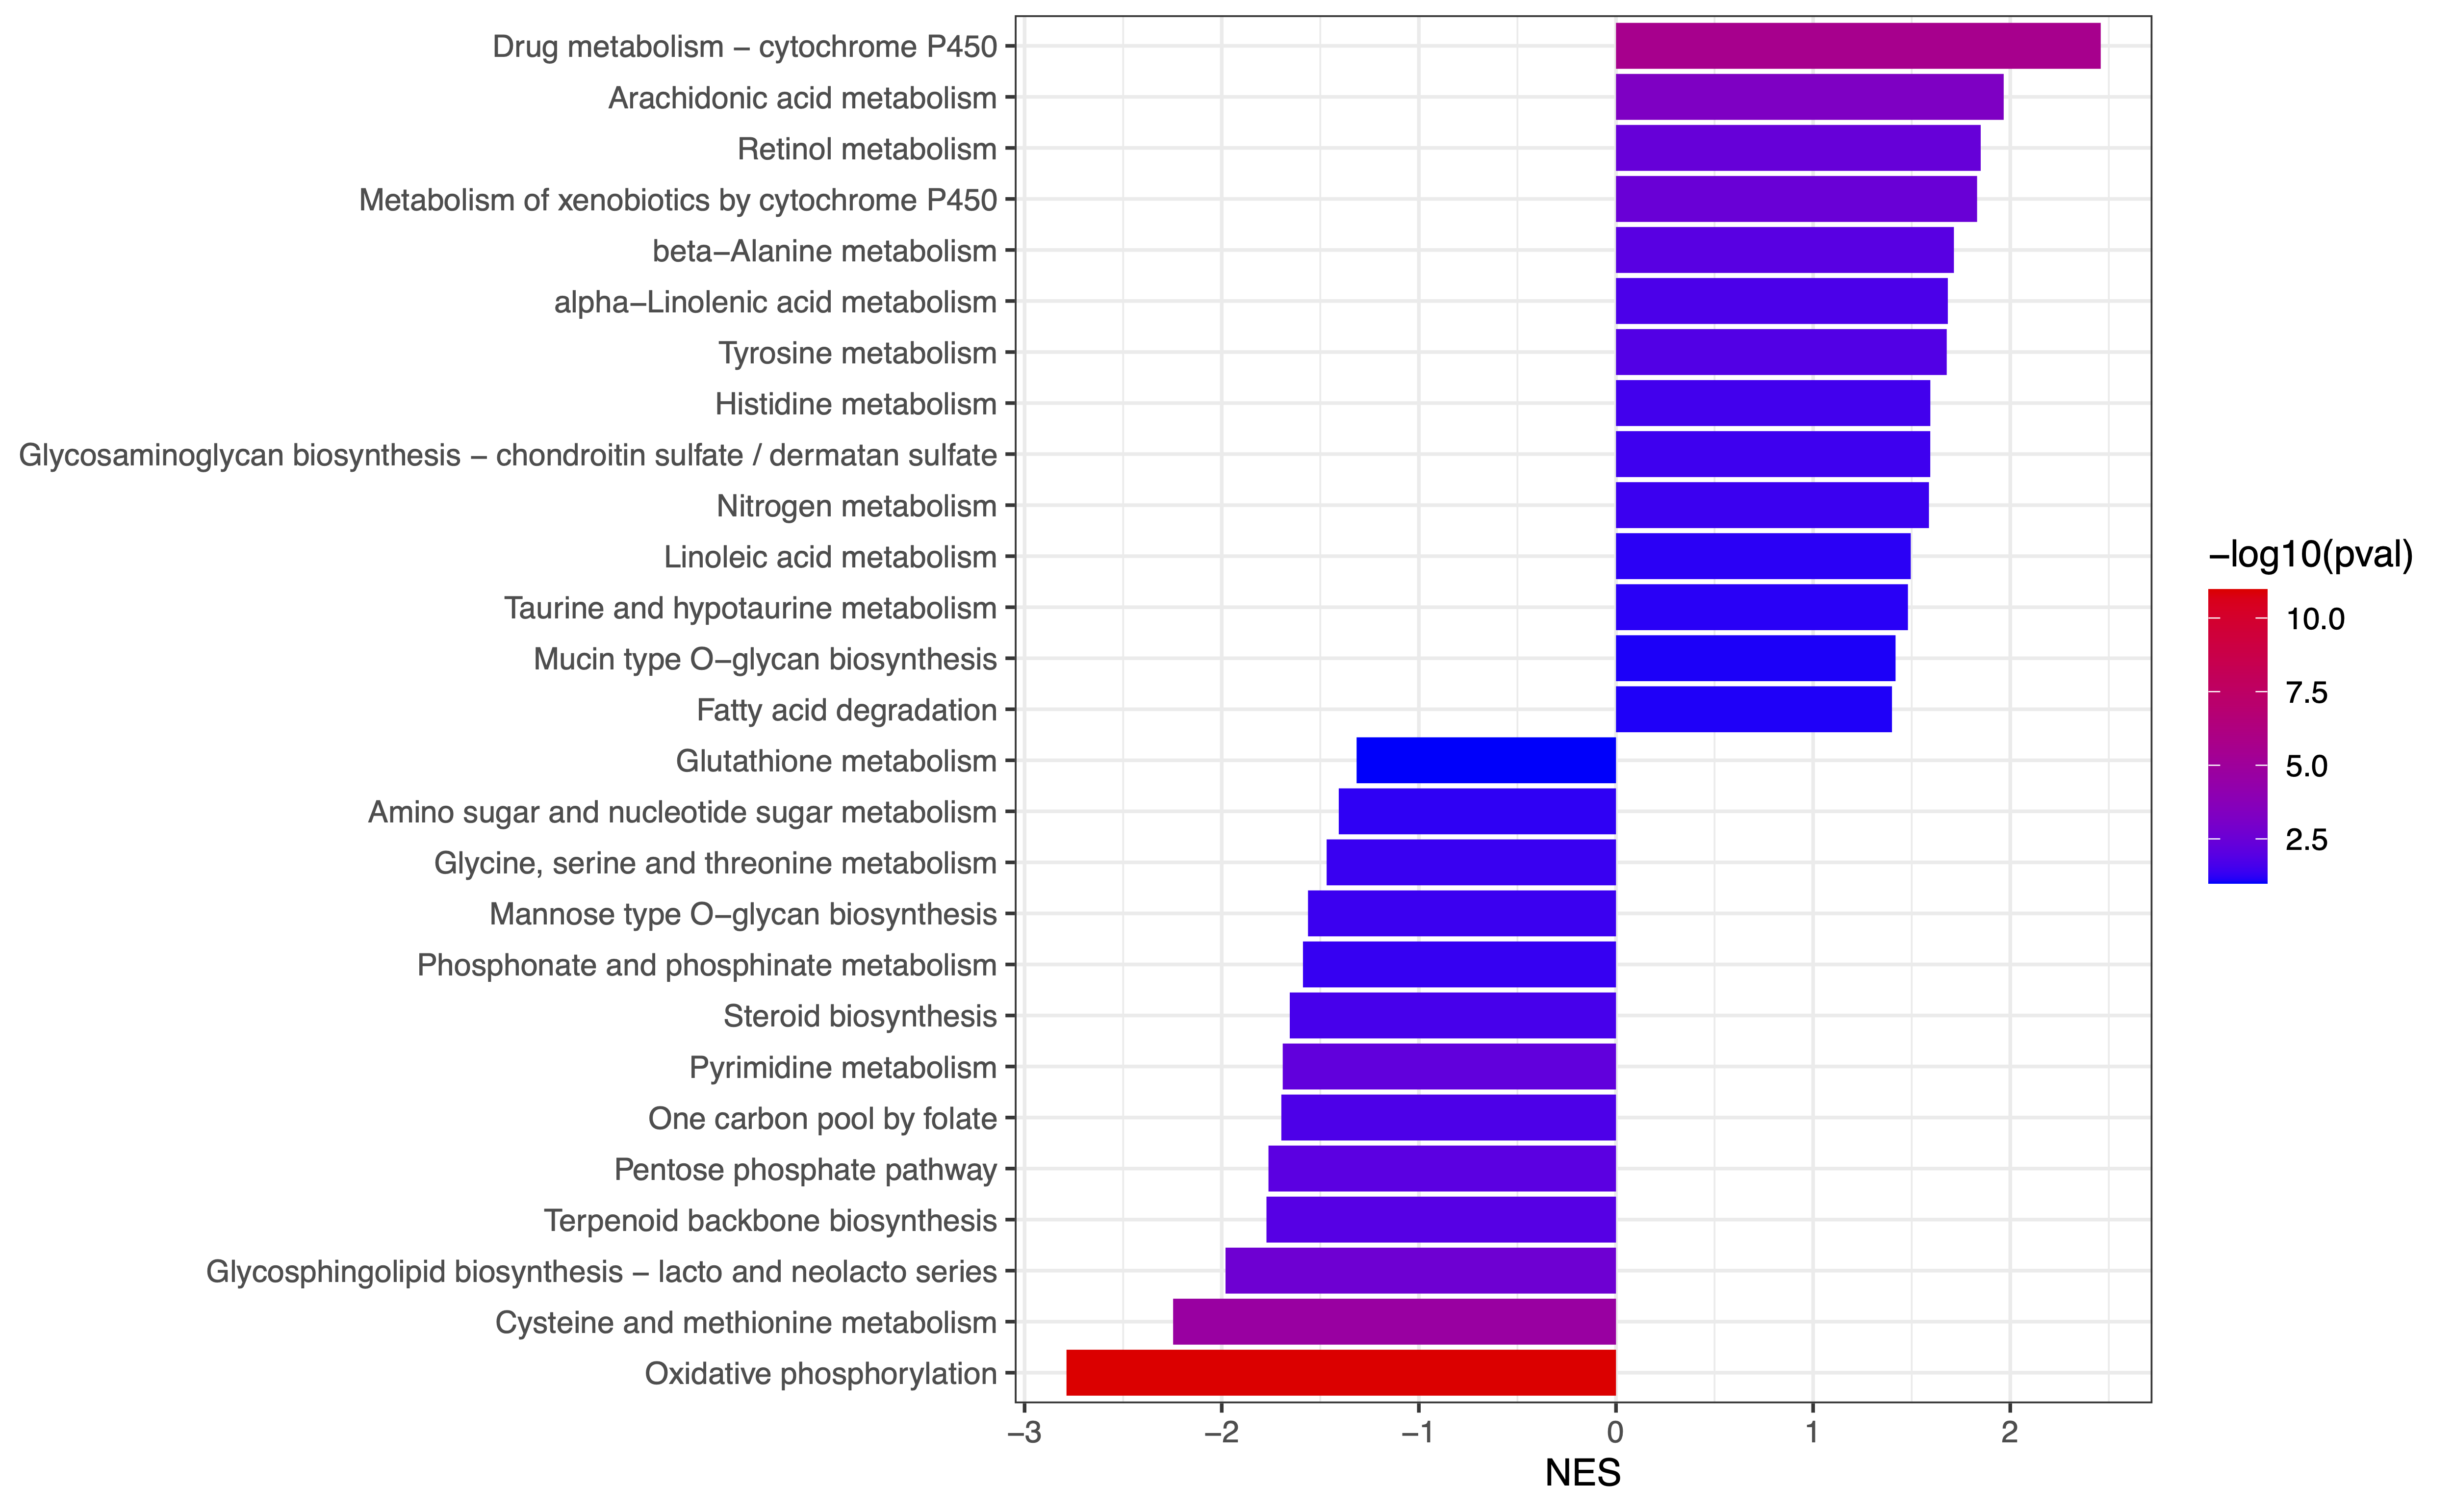 Drug metabolism – cytochrome P450
Arachidonic acid metabolism
Retinol metabolism
Metabolism of xenobiotics by cytochrome P450
beta–Alanine metabolism
alpha–Linolenic acid metabolism
Tyrosine metabolism
Histidine metabolism
Glycosaminoglycan biosynthesis – chondroitin sulfate / dermatan sulfate
Nitrogen metabolism
Linoleic acid metabolism
Taurine and hypotaurine metabolism
Mucin type O–glycan biosynthesis
Fatty acid degradation
Glutathione metabolism
Amino sugar and nucleotide sugar metabolism
Glycine, serine and threonine metabolism
Mannose type O–glycan biosynthesis
Phosphonate and phosphinate metabolism
Steroid biosynthesis
Pyrimidine metabolism
One carbon pool by folate
Pentose phosphate pathway
Terpenoid backbone biosynthesis
Glycosphingolipid biosynthesis – lacto and neolacto series
Cysteine and methionine metabolism
Oxidative phosphorylation
–3 –2 –1 0 1 2
NES
–log10(pval)
10.0
7.5
5.0
2.5